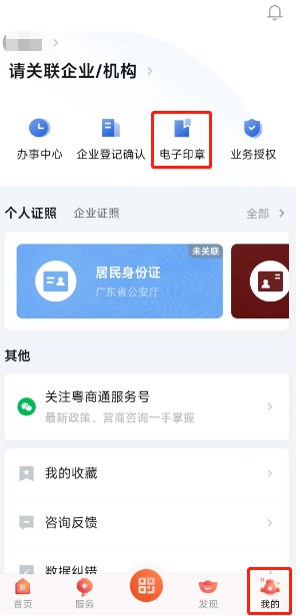 请关联企业/机构
办事中心 企业登记确认 电子印章 业务授权
个人证照 企业证照 全部
未关联
居民身份证
广东省公安厅
其他
关注粤商通服务号
最新政策、营商咨询一手掌握
我的收藏
咨询反馈
数据纠错
首页 服务 发现 我的